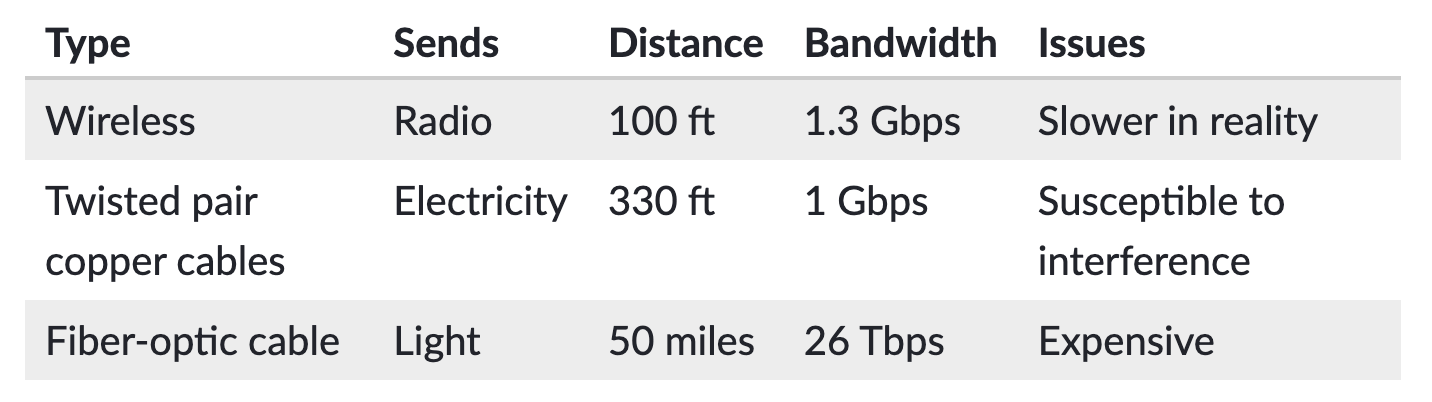 Type Sends Distance Bandwidth Issues
Wireless Radio 100 ft 1.3 Gbps Slower in reality
Twisted pair Electricity 330 ft 1 Gbps Susceptible to
copper cables interference
Fiber-optic cable Light 50 miles 26 Tbps Expensive